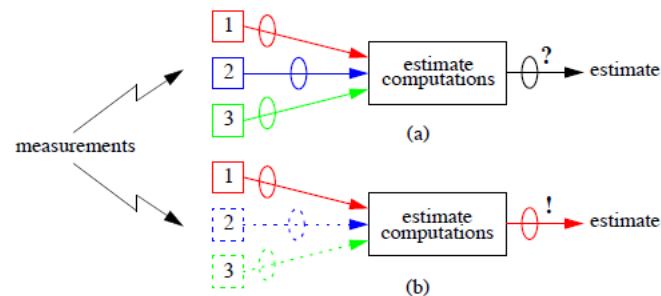 1
?
2
estimate
computations
estimate
3
(a)
measurements
1
!
2
estimate
computations
estimate
3
(b)